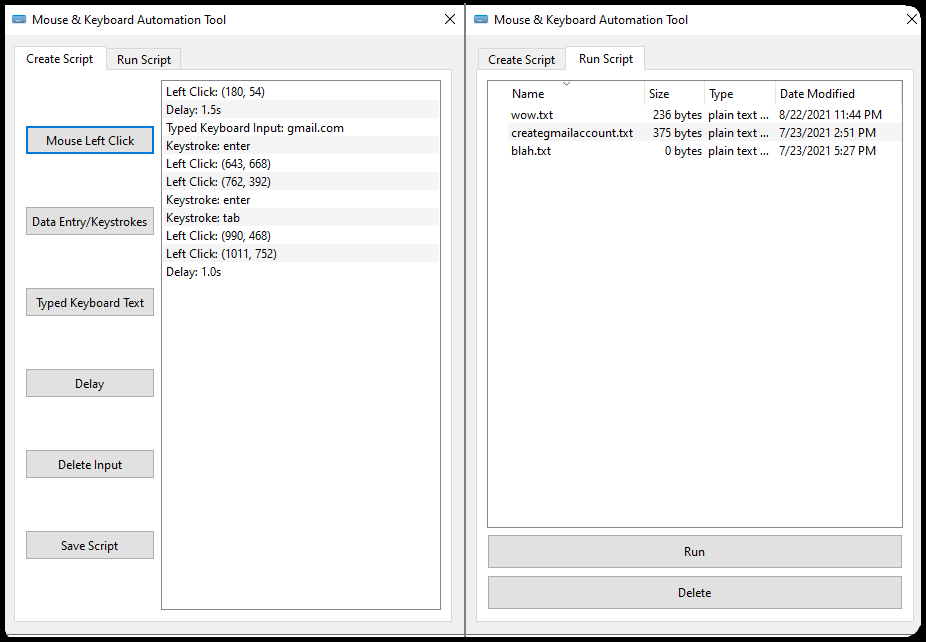 Mouse & Keyboard Automation Tool
Create Script
Run Script
Mouse Left Click
Data Entry/Keystrokes
Typed Keyboard Text
Delay
Delete Input
Save Script
Left Click: (180, 54)
Delay: 1.5s
Typed Keyboard Input: gmail.com
Keystroke: enter
Left Click: (643, 668)
Left Click: (762, 392)
Keystroke: enter
Keystroke: tab
Left Click: (990, 468)
Left Click: (1011, 752)
Delay: 1.0s
Mouse & Keyboard Automation Tool
Create Script
Run Script
Name Size Type Date Modified
wow.txt 236 bytes plain text ... 8/22/2021 11:44 PM
creategmailaccount.txt 375 bytes plain text ... 7/23/2021 2:51 PM
blah.txt 0 bytes plain text ... 7/23/2021 5:27 PM
Run
Delete